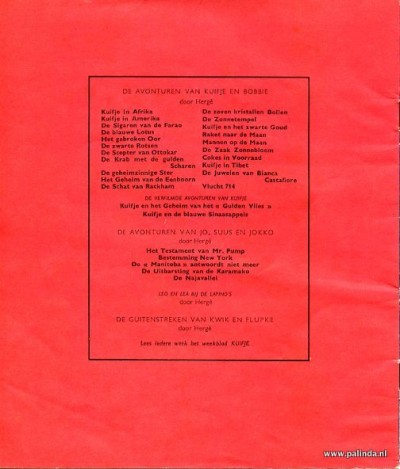 DE AVONTUREN VAN KUIFJE EN BOBBIE
door Hergé
Kuifje in Afrika
Kuifje in Amerika
De Sigaren van de Farao
De blauwe Lotus
Het gebroken Oor
De zwarte Rotsen
De Scepter van Ottokar
De Krab met de gulden
Scharen
De geheimzinnige Ster
Het Geheim van de Eenhoorn
De Schat van Rackham
De zeven kristallen Bollen
De Zonnetempel
Kuifje en het zwarte Goud
Raket naar de Maan
Mannen op de Maan
De Zaak Zonnebloem
Cokes in Voorraad
Kuifje in Tibet
De Juwelen van Bianca
Castafiore
Vlucht 714
DE VERFILMDE AVONTUREN VAN KUIFJE
Kuifje en het Geheim van het « Gulden Vlies »
Kuifje en de blauwe Sinaasappels
DE AVONTUREN VAN JO, SUUS EN JOKKO
door Hergé
Het Testament van Mr. Pump
Bestemming New York
De « Manitoba » antwoordt niet meer
De Uitbarsting van de Karamako
De Najavallei
LEO EN LEA BIJ DE LAPINO'S
door Hergé
DE GUITENSTREKEN VAN KWIK EN FLUPKE
door Hergé
Lees iedere week het weekblad KUIFJE.
www.palinda.nl